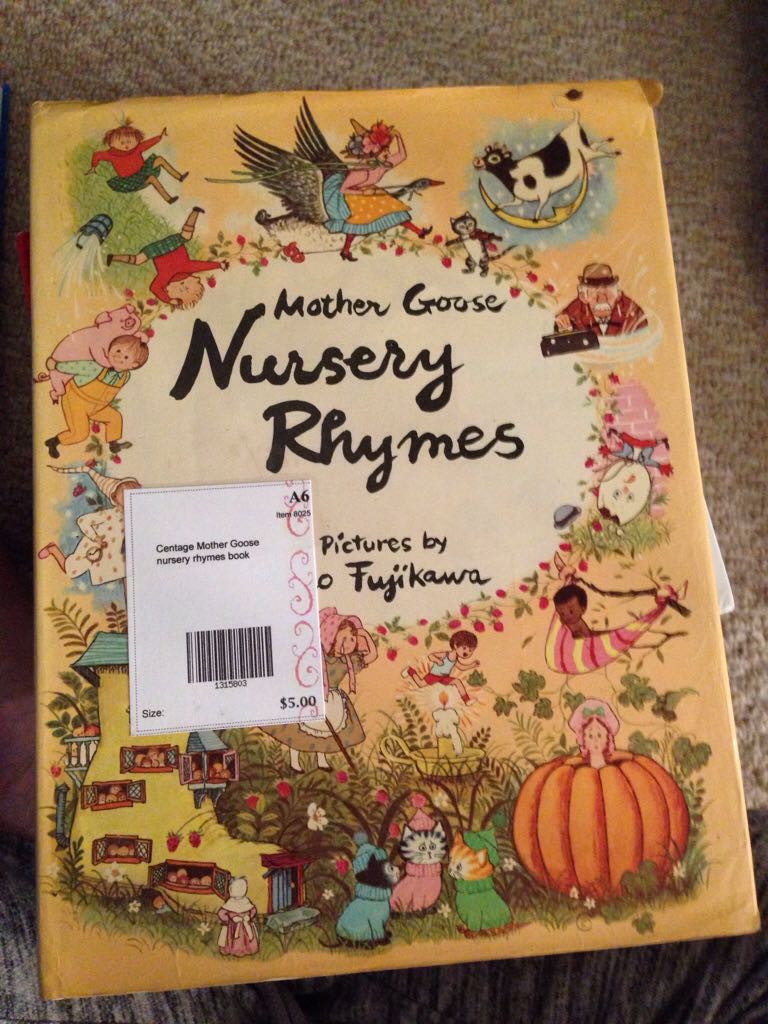 Mother Goose
Nursery
Rhymes
A6
Item 8025
Centage Mother Goose
nursery rhymes book
1315803
Size:
$5.00
Pictures by
o Fujikawa